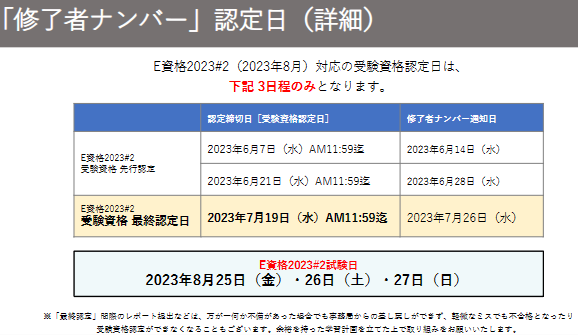 「修了者ナンバー」認定日（詳細）
E資格2023#2（2023年8月）対応の受験資格認定日は、
下記 3日程のみとなります。
認定締切日［受験資格認定日］ 修了者ナンバー通知日
E資格2023#2
受験資格 先行認定
2023年6月7日（水）AM11:59迄 2023年6月14日（水）
2023年6月21日（水）AM11:59迄 2023年6月28日（水）
E資格2023#2
受験資格 最終認定日
2023年7月19日（水）AM11:59迄 2023年7月26日（水）
E資格2023#2試験日
2023年8月25日（金）・26日（土）・27日（日）
※「最終認定」間際のレポート提出などは、万が一何か不備があった場合でも事務局からの差し戻しができず、軽微なミスでも不合格となったり
受験資格認定ができなくなることもございます。余裕を持った学習計画を立てた上で取り組みをお願いいたします。